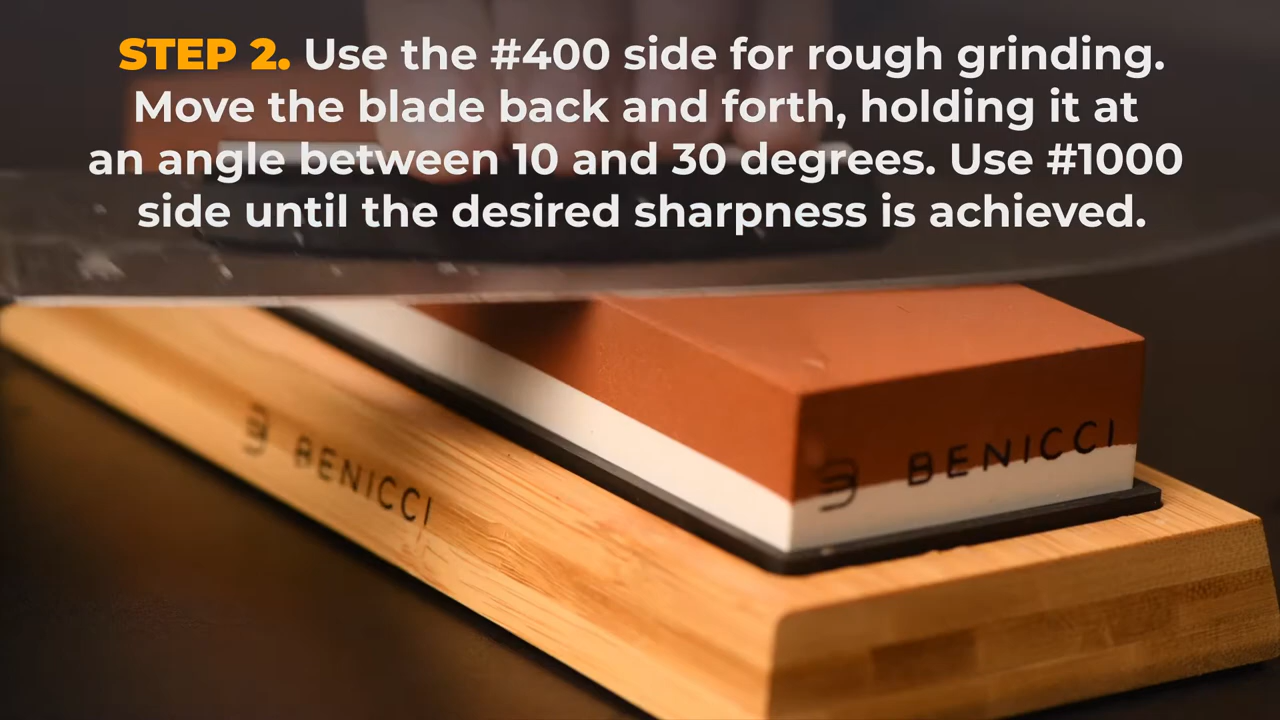 STEP 2. Use the #400 side for rough grinding.
Move the blade back and forth, holding it at
an angle between 10 and 30 degrees. Use #1000
side until the desired sharpness is achieved.
BENICCI
BENICCI